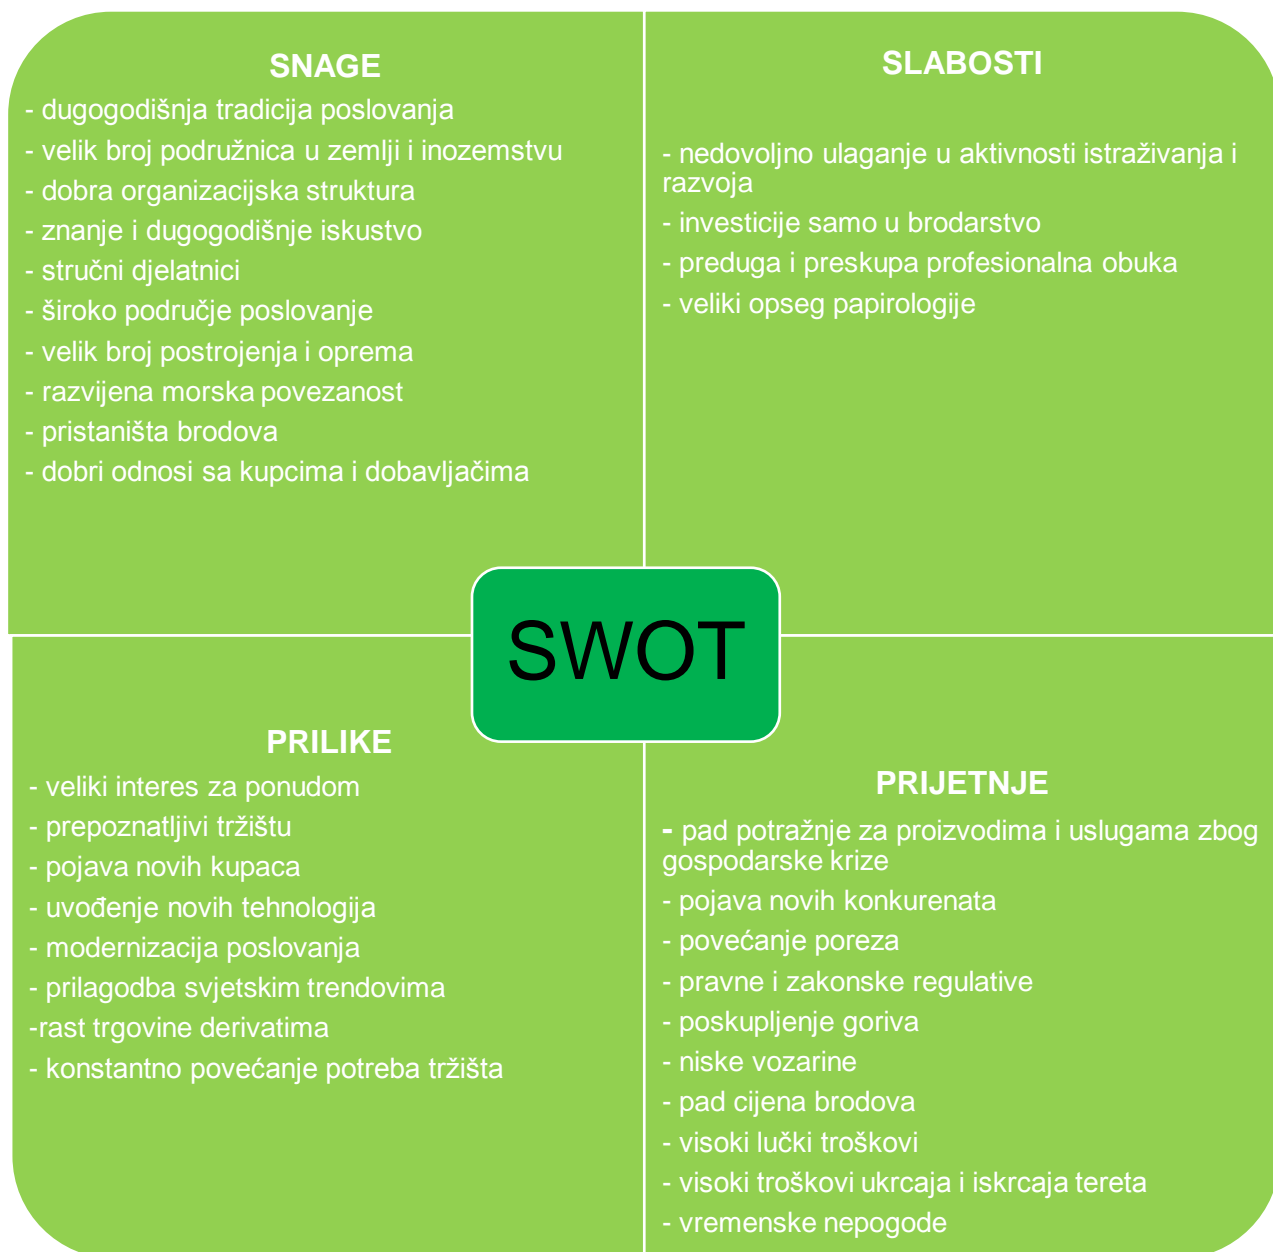 SNAGE
- dugogodišnja tradicija poslovanja
- velik broj podružnica u zemlji i inozemstvu
- dobra organizacijska struktura
- znanje i dugogodišnje iskustvo
- stručni djelatnici
- široko područje poslovanje
- velik broj postrojenja i oprema
- razvijena morska povezanost
- pristaništa brodova
- dobri odnosi sa kupcima i dobavljačima
SLABOSTI
- nedovoljno ulaganje u aktivnosti istraživanja i
razvoja
- investicije samo u brodarstvo
- preduga i preskupa profesionalna obuka
- veliki opseg papirologije
SWOT
PRILIKE
- veliki interes za ponudom
- prepoznatljivi tržištu
- pojava novih kupaca
- uvođenje novih tehnologija
- modernizacija poslovanja
- prilagodba svjetskim trendovima
-rast trgovine derivatima
- konstantno povećanje potreba tržišta
PRIJETNJE
- pad potražnje za proizvodima i uslugama zbog
gospodarske krize
- pojava novih konkurenata
- povećanje poreza
- pravne i zakonske regulative
- poskupljenje goriva
- niske vozarine
- pad cijena brodova
- visoki lučki troškovi
- visoki troškovi ukrcaja i iskrcaja tereta
- vremenske nepogode